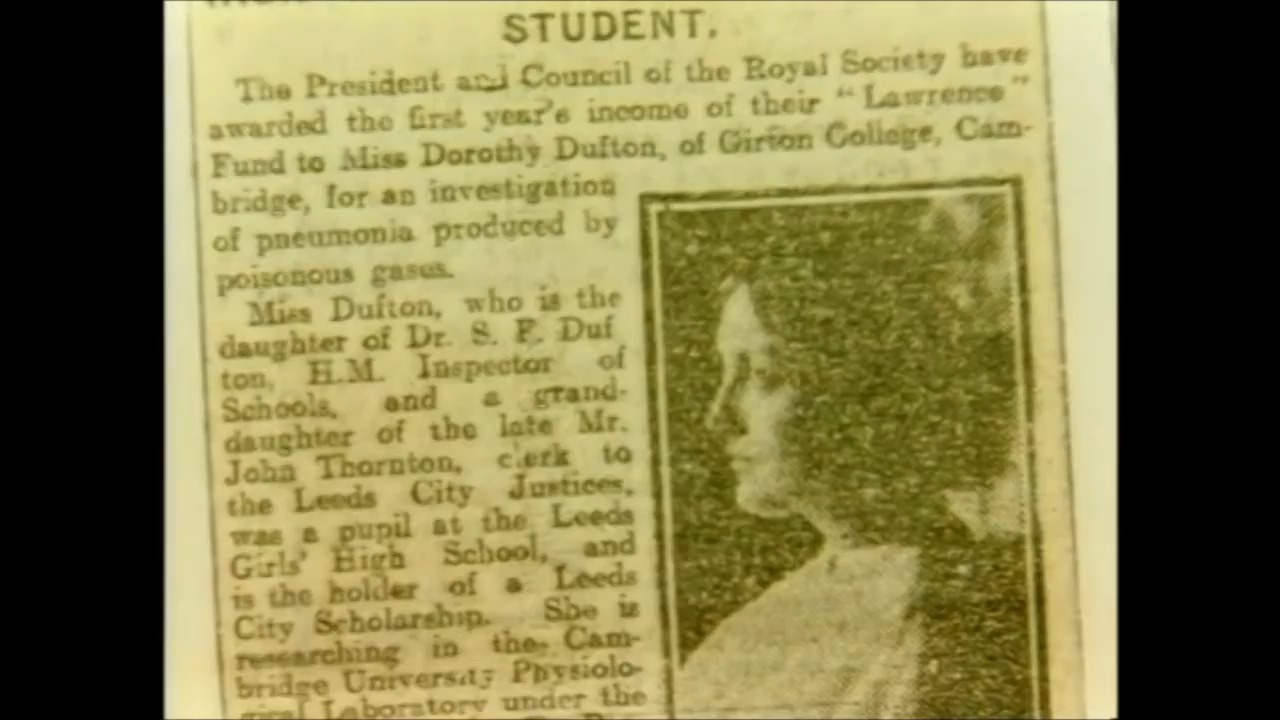 STUDENT.
The President and Council of the Royal Society have
awarded the first year's income of their "Lawrence"
Fund to Miss Dorothy Dufton, of Girton College, Cam-
bridge, for an investigation
of pneumonia produced by
poisonous gases.
Miss Dufton, who is the
daughter of Dr. S. F. Duf
ton, H.M. Inspector of
Schools, and a grand-
daughter of the late Mr.
John Thornton, clerk to
the Leeds City Justices,
was a pupil at the Leeds
Girls' High School, and
is the holder of a Leeds
City Scholarship. She is
researching in the Cam-
bridge University Physiolo-
gical Laboratory under the